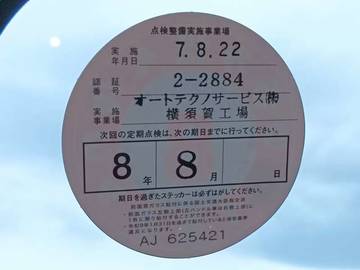 点検整備実施事業場
実施年月日 7.8.22
認証番号 2-2884
実施事業場 オートテクノサービス㈱
横須賀工場
次回の定期点検は、次の期日までに行ってください。
8年 8月 日
期日を過ぎたステッカーは必ずはがしてください。
AJ 625421